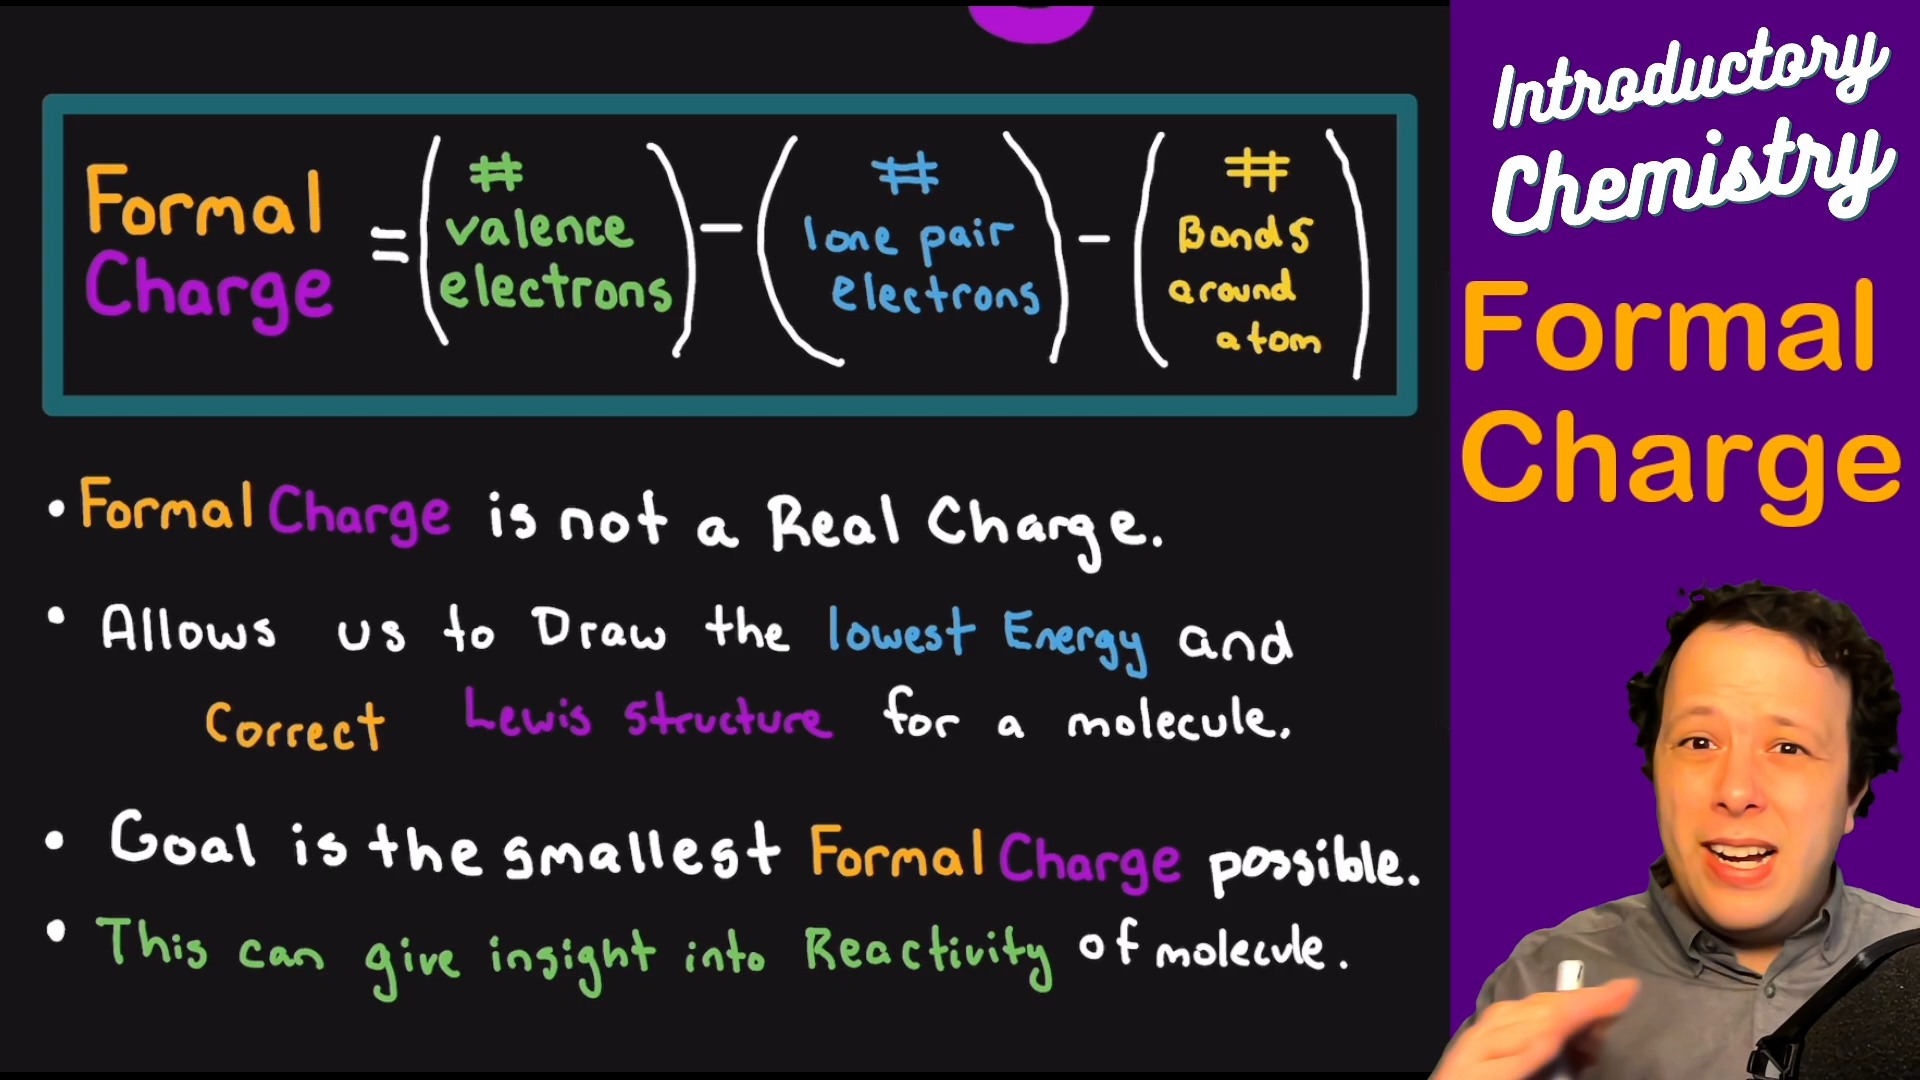 Formal Charge = (# valence electrons) – (# lone pair electrons) – (# Bonds around atom)
• Formal Charge is not a Real Charge.
• Allows us to Draw the lowest Energy and
Correct Lewis Structure for a molecule.
• Goal is the smallest Formal Charge possible.
• This can give insight into Reactivity of molecule.
Introductory
Chemistry
Formal
Charge